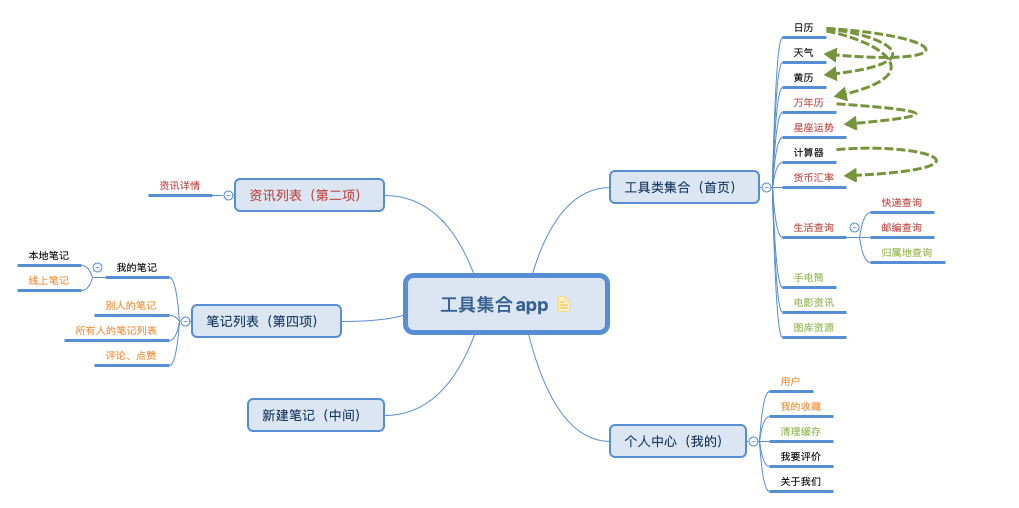 工具集合 app
工具类集合（首页）
日历
天气
黄历
万年历
星座运势
计算器
货币汇率
生活查询
快递查询
邮编查询
归属地查询
手电筒
电影资讯
图库资源
个人中心（我的）
用户
我的收藏
清理缓存
我要评价
关于我们
资讯列表（第二项）
资讯详情
笔记列表（第四项）
我的笔记
本地笔记
线上笔记
别人的笔记
所有人的笔记列表
评论、点赞
新建笔记（中间）